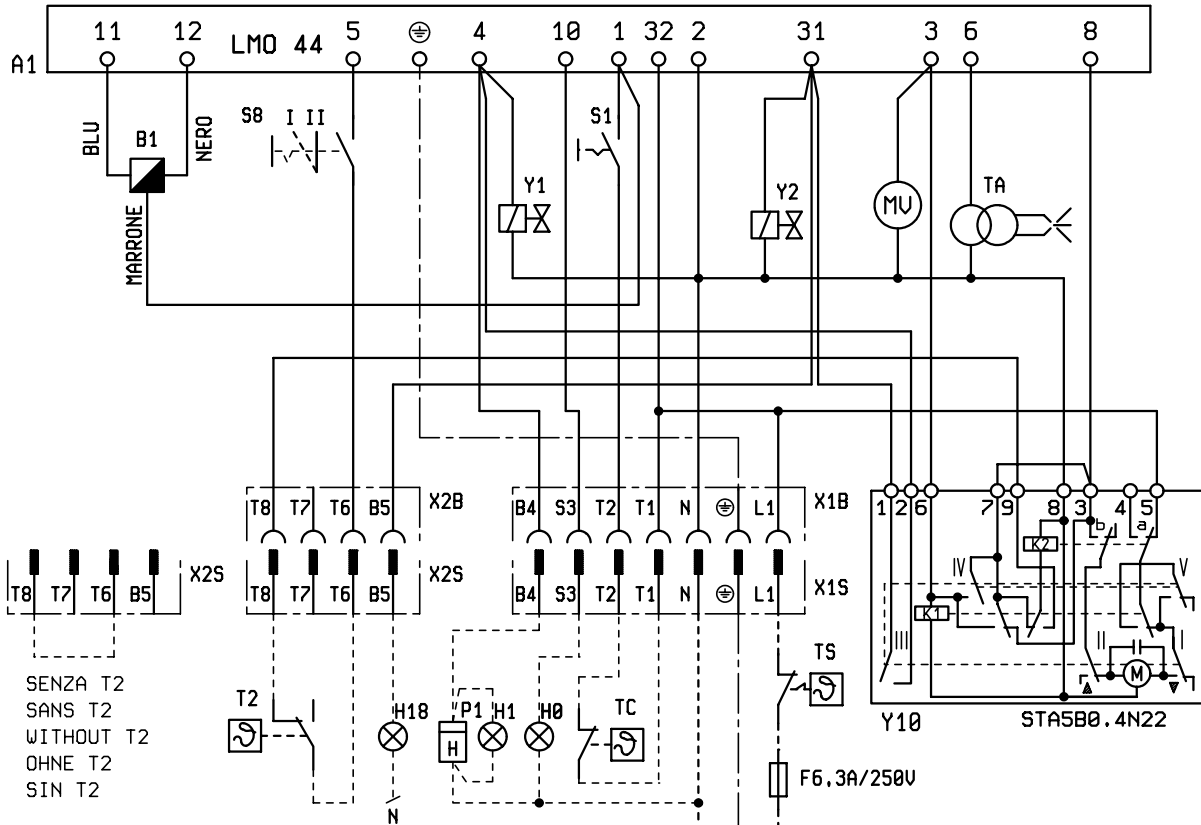 11 12 LMO 44 5 4 10 1 32 2 31 3 6 8
A1
S8 I II S1
BLU B1 NERO
Y1 Y2 MV TA
MARRONE
T8 T7 T6 B5 X2B B4 S3 T2 T1 N L1 X1B
1 2 6 7 9 8 3 4 5
b a
K2
IV V
T8 T7 T6 B5 X2S T8 T7 T6 B5 X2S B4 S3 T2 T1 N L1 X1S
K1
III II I
M
SENZA T2
SANS T2
WITHOUT T2
OHNE T2
SIN T2
T2 H18 P1 H1 H0 TC TS
H
Y10 STA5B0.4N22
F6,3A/250V
N